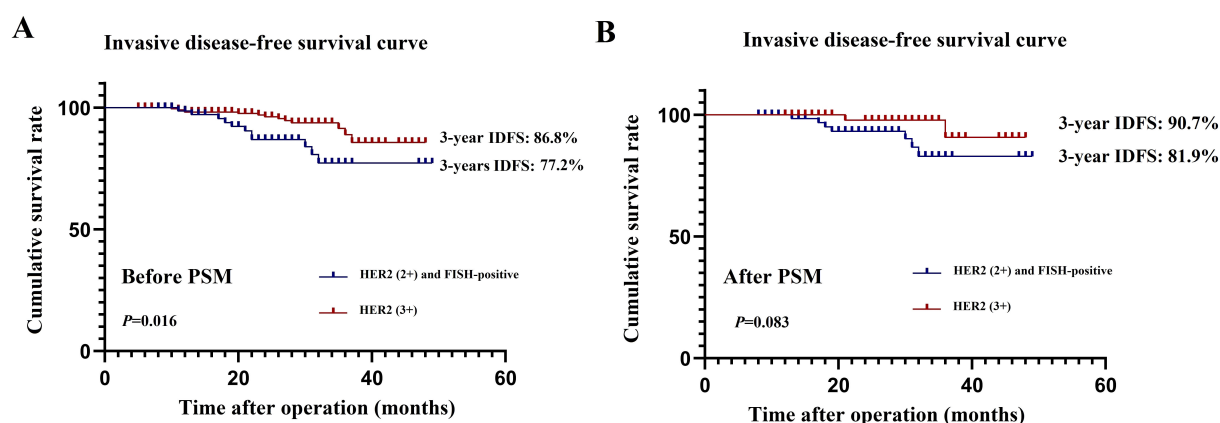 A
Invasive disease-free survival curve
Cumulative survival rate
100
50
0
3-year IDFS: 86.8%
3-years IDFS: 77.2%
Before PSM
HER2 (2+) and FISH-positive
HER2 (3+)
P=0.016
0 20 40 60
Time after operation (months)
B
Invasive disease-free survival curve
Cumulative survival rate
100
50
0
3-year IDFS: 90.7%
3-year IDFS: 81.9%
After PSM
HER2 (2+) and FISH-positive
HER2 (3+)
P=0.083
0 20 40 60
Time after operation (months)